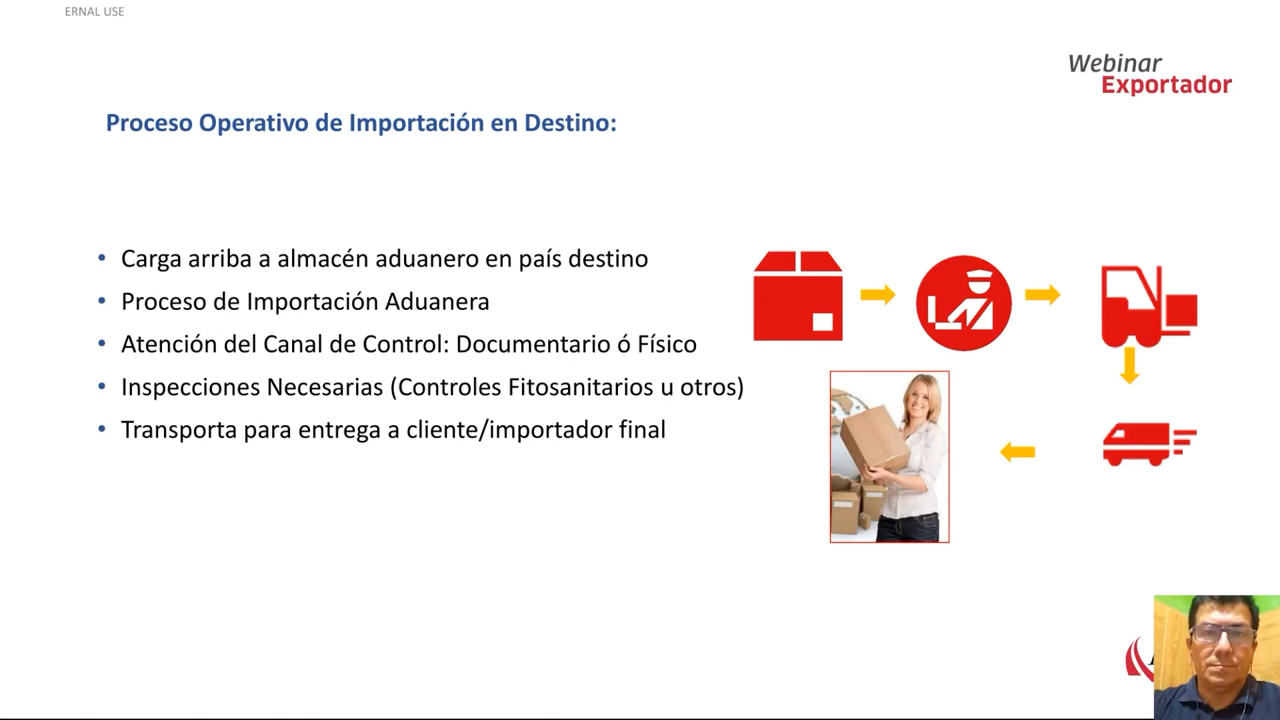 ERNAL USE
Webinar
Exportador
Proceso Operativo de Importación en Destino:
• Carga arriba a almacén aduanero en país destino
• Proceso de Importación Aduanera
• Atención del Canal de Control: Documentario ó Físico
• Inspecciones Necesarias (Controles Fitosanitarios u otros)
• Transporta para entrega a cliente/importador final